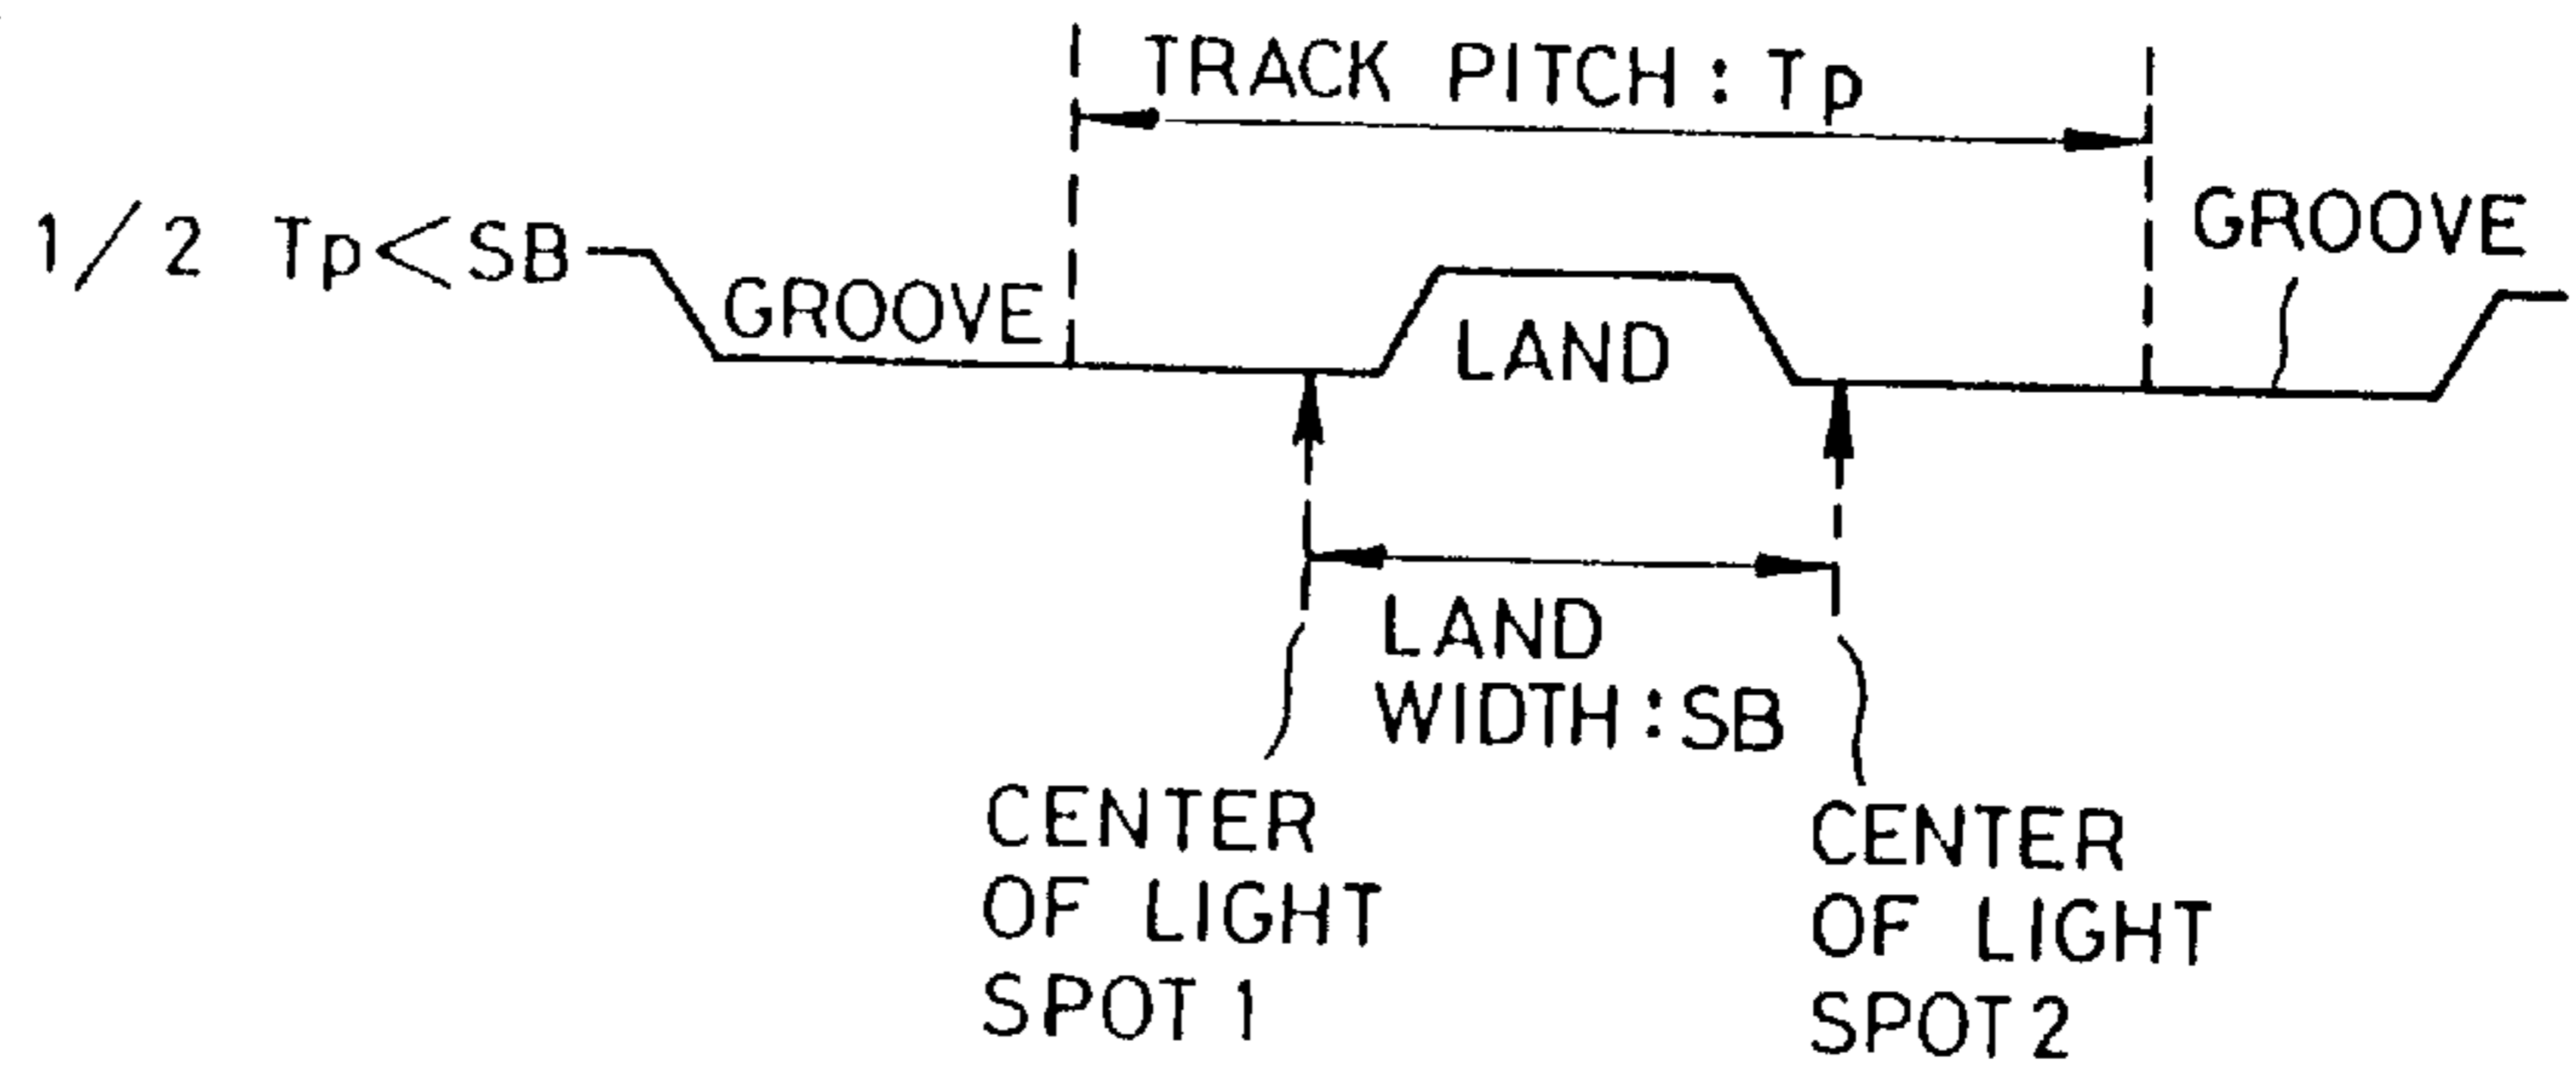 TRACK PITCH : Tp
1/2 Tp<SB
GROOVE
GROOVE
LAND
LAND
WIDTH : SB
CENTER
OF LIGHT
SPOT 1
CENTER
OF LIGHT
SPOT 2